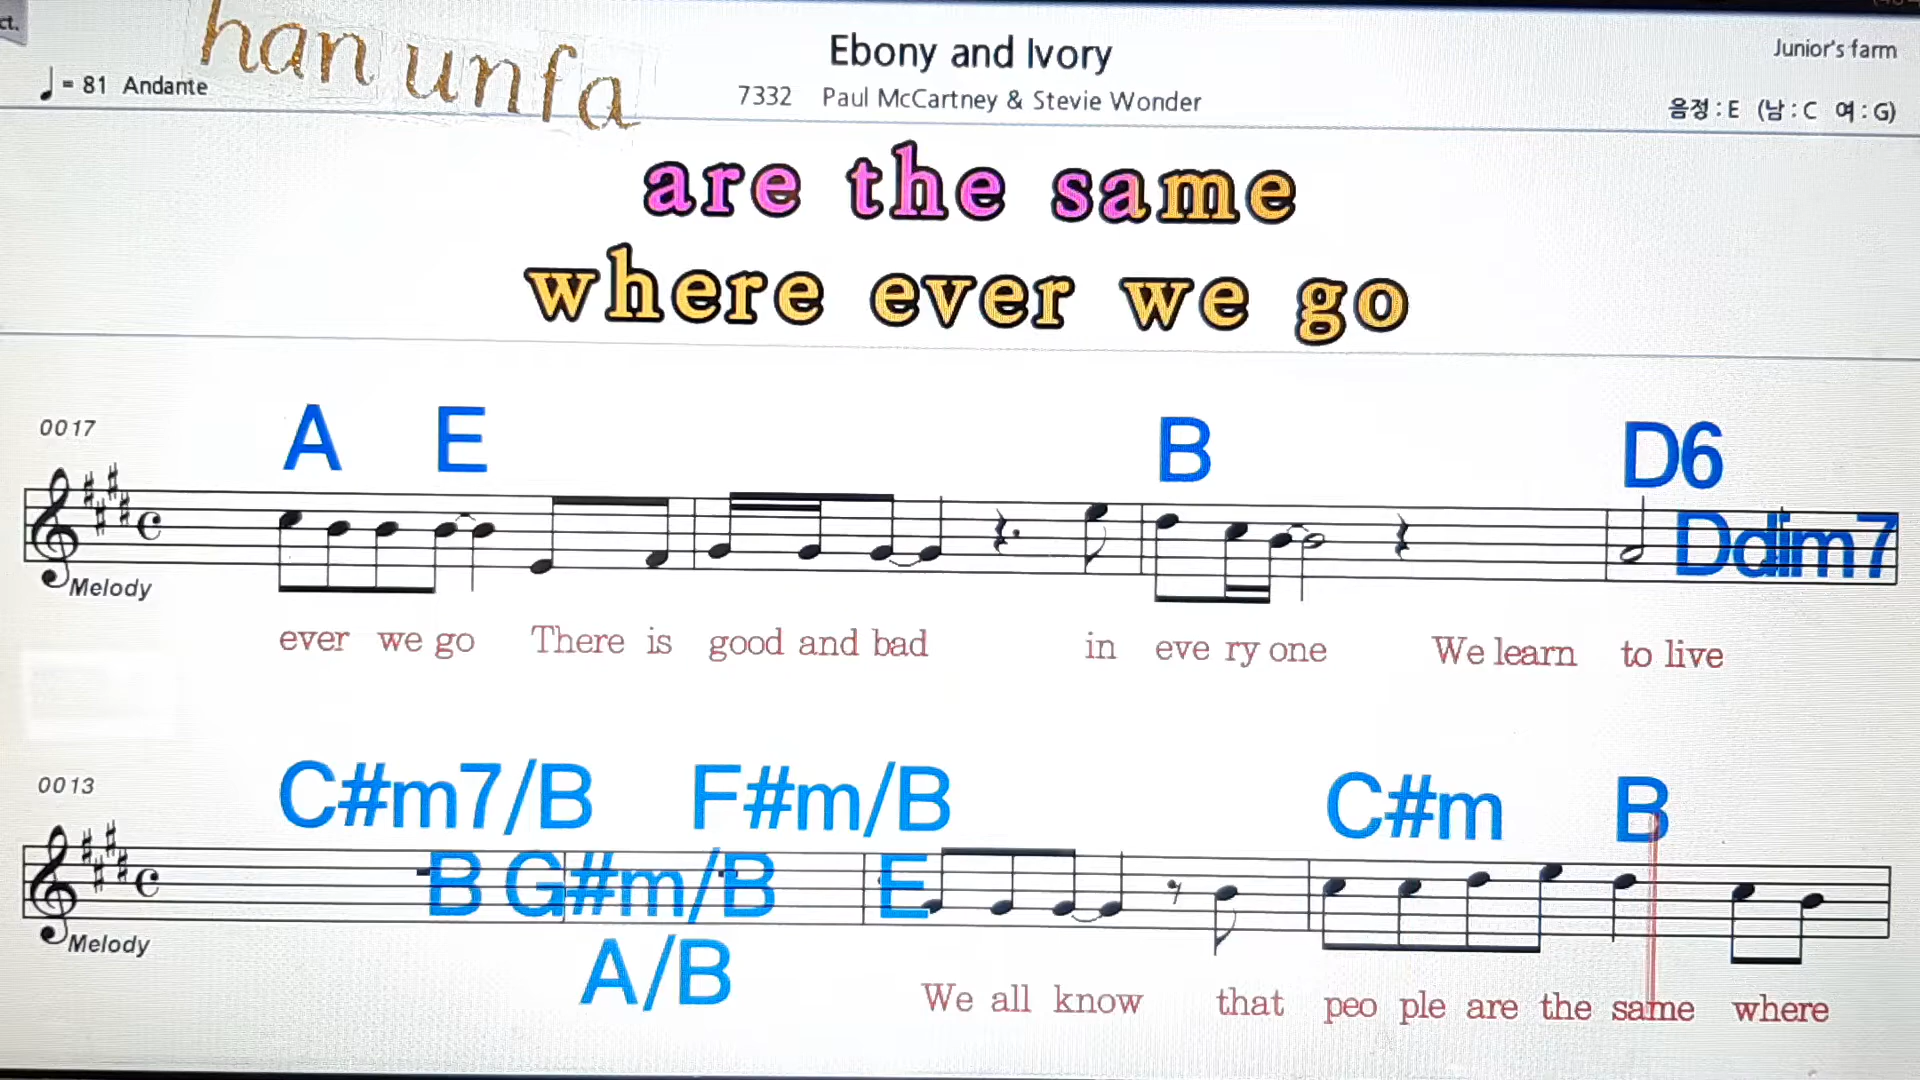 ct.
han unfa
Ebony and Ivory
Junior's farm
♩ = 81 Andante
7332 Paul McCartney & Stevie Wonder
음정 : E (남 : C 여 : G)
are the same
where ever we go
0017
A E B D6
Ddim7
Melody
ever we go There is good and bad in eve ry one We learn to live
0013
C#m7/B F#m/B C#m B
B G#m/B E
Melody
A/B
We all know that peo ple are the same where